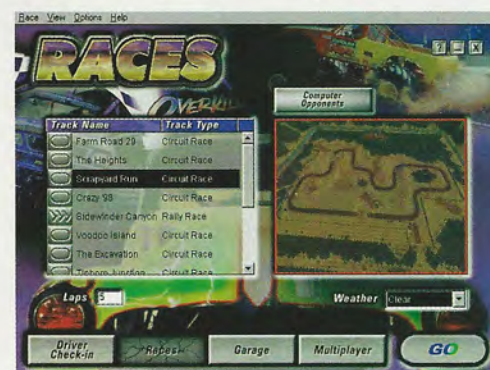 Race View Options Help
RACES
OVERKILL
? X
Computer
Opponents
Track Name Track Type
Farm Road 29 Circuit Race
The Heights Circuit Race
Scrapyard Run Circuit Race
Crazy '98 Circuit Race
Sidewinder Canyon Rally Race
Voodoo Island Circuit Race
The Excavation Circuit Race
Tinhorn Junction Circuit Race
Laps 5
Weather Clear
Driver
Check-in
Races
Garage
Multiplayer
GO